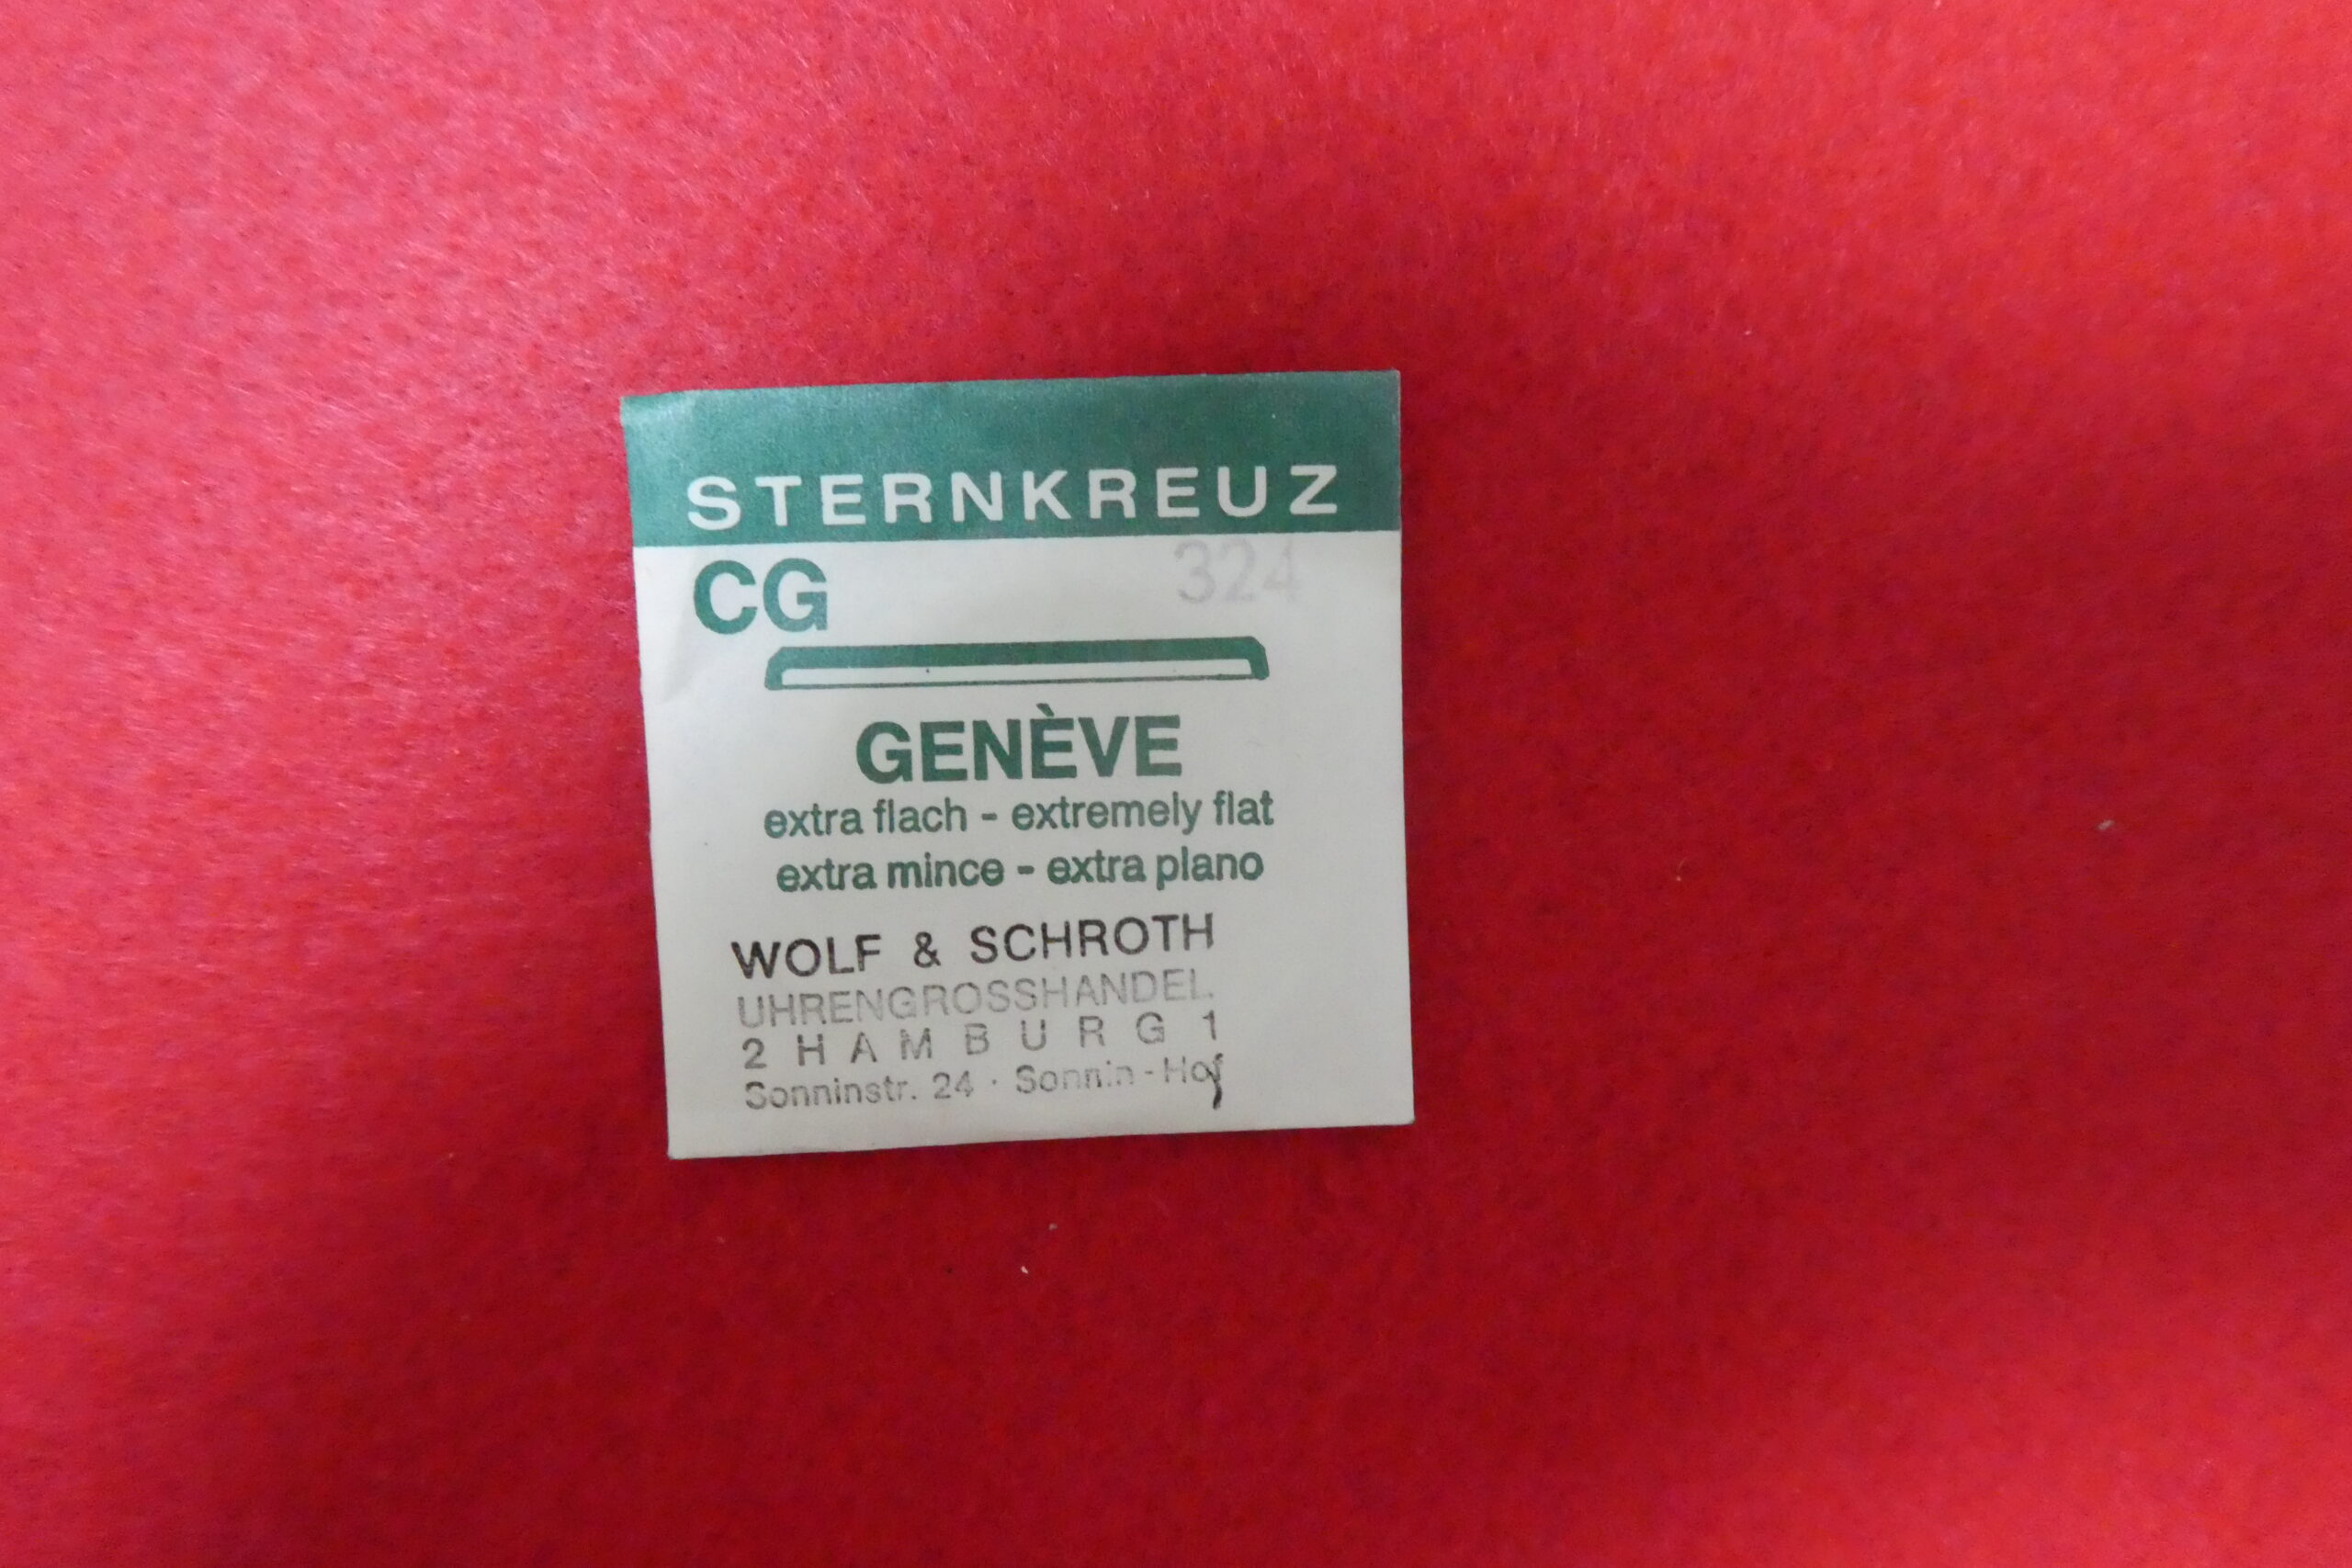 STERNKREUZ
CG 324
GENÈVE
extra flach - extremely flat
extra mince - extra plano
WOLF & SCHROTH
UHRENGROSSHANDEL
2 HAMBURG 1
Sonninstr. 24 · Sonnin-Hof